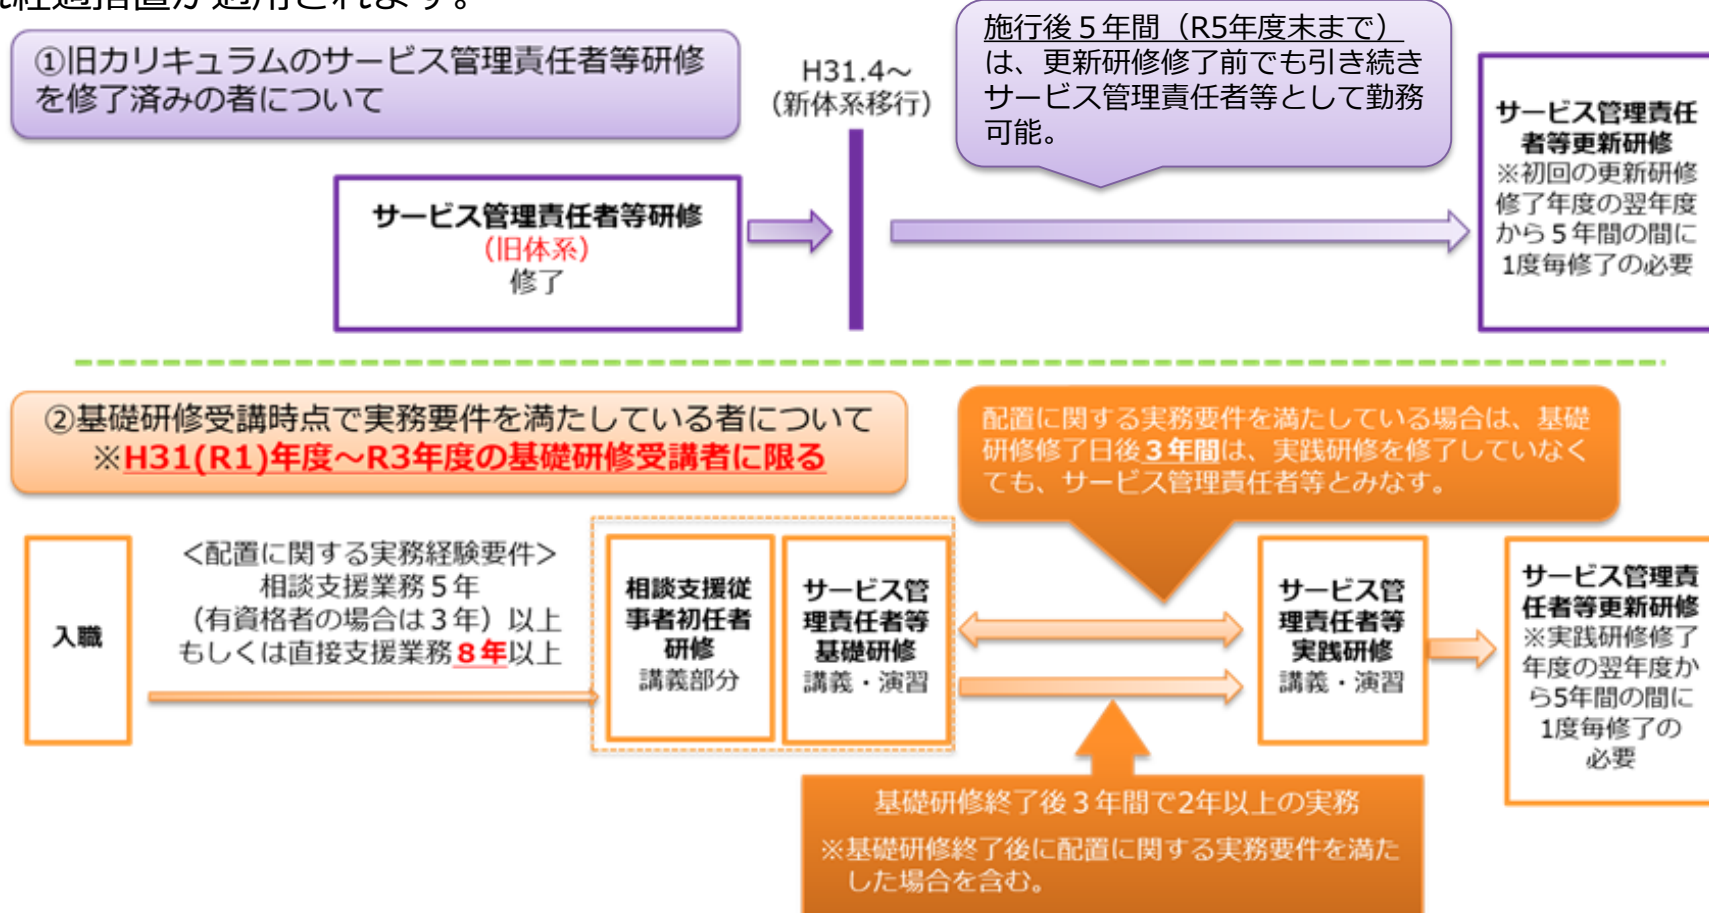 経過措置が適用されます。
①旧カリキュラムのサービス管理責任者等研修
を修了済みの者について
H31.4～
（新体系移行）
施行後５年間（R5年度末まで）
は、更新研修修了前でも引き続き
サービス管理責任者等として勤務
可能。
サービス管理責任者等研修
（旧体系）
修了
サービス管理責任
者等更新研修
※初回の更新研修
修了年度の翌年度
から５年間の間に
1度毎修了の必要
②基礎研修受講時点で実務要件を満たしている者について
※H31(R1)年度～R3年度の基礎研修受講者に限る
配置に関する実務要件を満たしている場合は、基礎
研修修了日後３年間は、実践研修を修了していなく
ても、サービス管理責任者等とみなす。
入職
＜配置に関する実務経験要件＞
相談支援業務５年
（有資格者の場合は３年）以上
もしくは直接支援業務８年以上
相談支援従
事者初任者
研修
講義部分
サービス管
理責任者等
基礎研修
講義・演習
サービス管
理責任者等
実践研修
講義・演習
サービス管理責
任者等更新研修
※実践研修修了
年度の翌年度か
ら5年間の間に
1度毎修了の
必要
基礎研修終了後３年間で2年以上の実務
※基礎研修終了後に配置に関する実務要件を満た
した場合を含む。